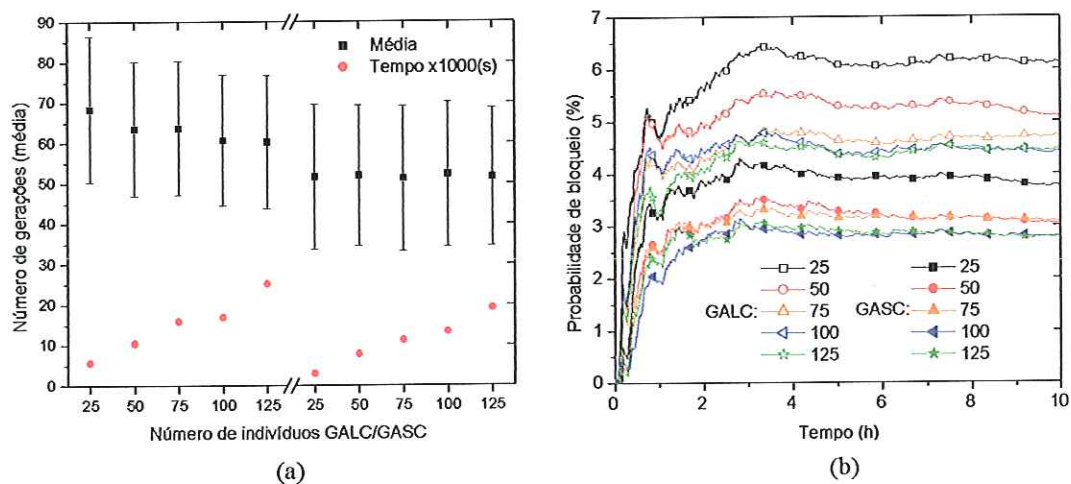 90
80
70
60
50
40
30
20
10
0
Número de gerações (média)
Média
Tempo x1000(s)
25 50 75 100 125 25 50 75 100 125
Número de indivíduos GALC/GASC
(a)
7
6
5
4
3
2
1
0
Probabilidade de bloqueio (%)
25 25
50 50
GALC: 75 GASC: 75
100 100
125 125
0 2 4 6 8 10
Tempo (h)
(b)